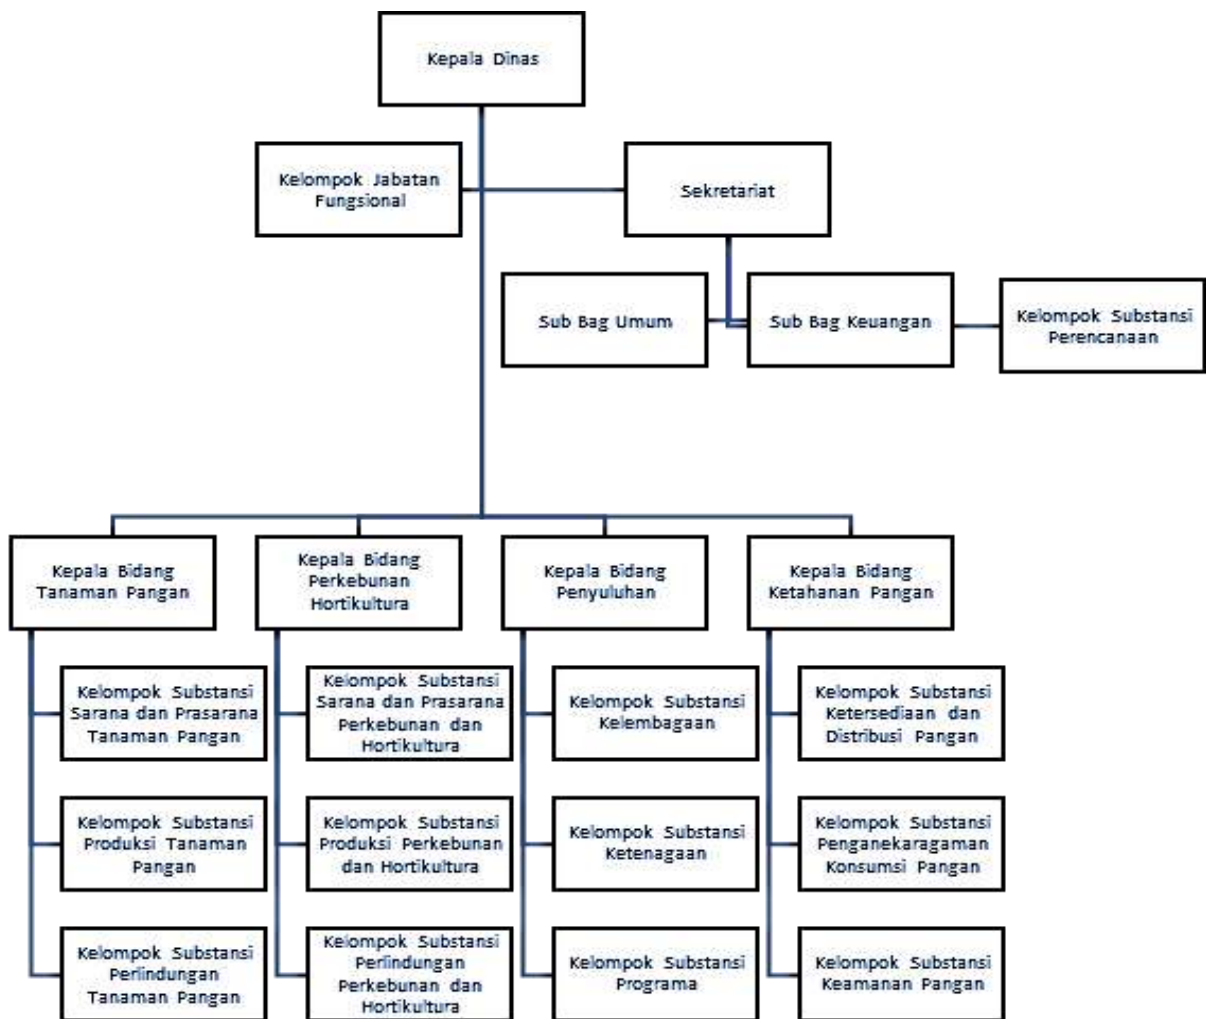 Kepala Dinas
Kelompok Jabatan
Fungsional
Sekretariat
Sub Bag Umum
Sub Bag Keuangan
Kelompok Substansi
Perencanaan
Kepala Bidang
Tanaman Pangan
Kepala Bidang
Perkebunan
Hortikultura
Kepala Bidang
Penyuluhan
Kepala Bidang
Ketahanan Pangan
Kelompok Substansi
Sarana dan Prasarana
Tanaman Pangan
Kelompok Substansi
Sarana dan Prasarana
Perkebunan dan
Hortikultura
Kelompok Substansi
Kelembagaan
Kelompok Substansi
Ketersediaan dan
Distribusi Pangan
Kelompok Substansi
Produksi Tanaman
Pangan
Kelompok Substansi
Produksi Perkebunan
dan Hortikultura
Kelompok Substansi
Ketenagaan
Kelompok Substansi
Penganekaragaman
Konsumsi Pangan
Kelompok Substansi
Perlindungan
Tanaman Pangan
Kelompok Substansi
Perlindungan
Perkebunan dan
Hortikultura
Kelompok Substansi
Programa
Kelompok Substansi
Keamanan Pangan